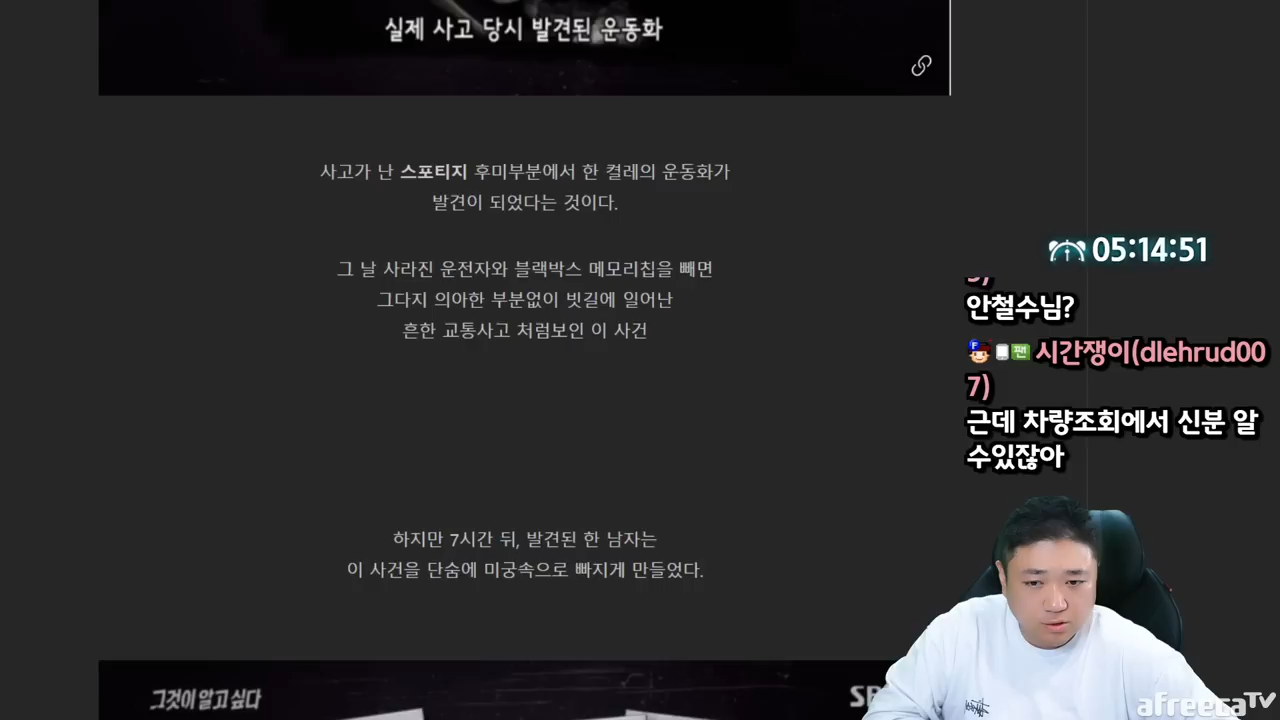 실제 사고 당시 발견된 운동화
사고가 난 스포티지 후미부분에서 한 켤레의 운동화가
발견이 되었다는 것이다.
그 날 사라진 운전자와 블랙박스 메모리칩을 빼면
그다지 의아한 부분없이 빗길에 일어난
흔한 교통사고 처럼보인 이 사건
하지만 7시간 뒤, 발견된 한 남자는
이 사건을 단숨에 미궁속으로 빠지게 만들었다.
그것이 알고싶다
05:14:51
안철수님?
F 팬 시간쟁이(dlehrud00
7)
근데 차량조회에서 신분 알
수있잖아
afreecaTV